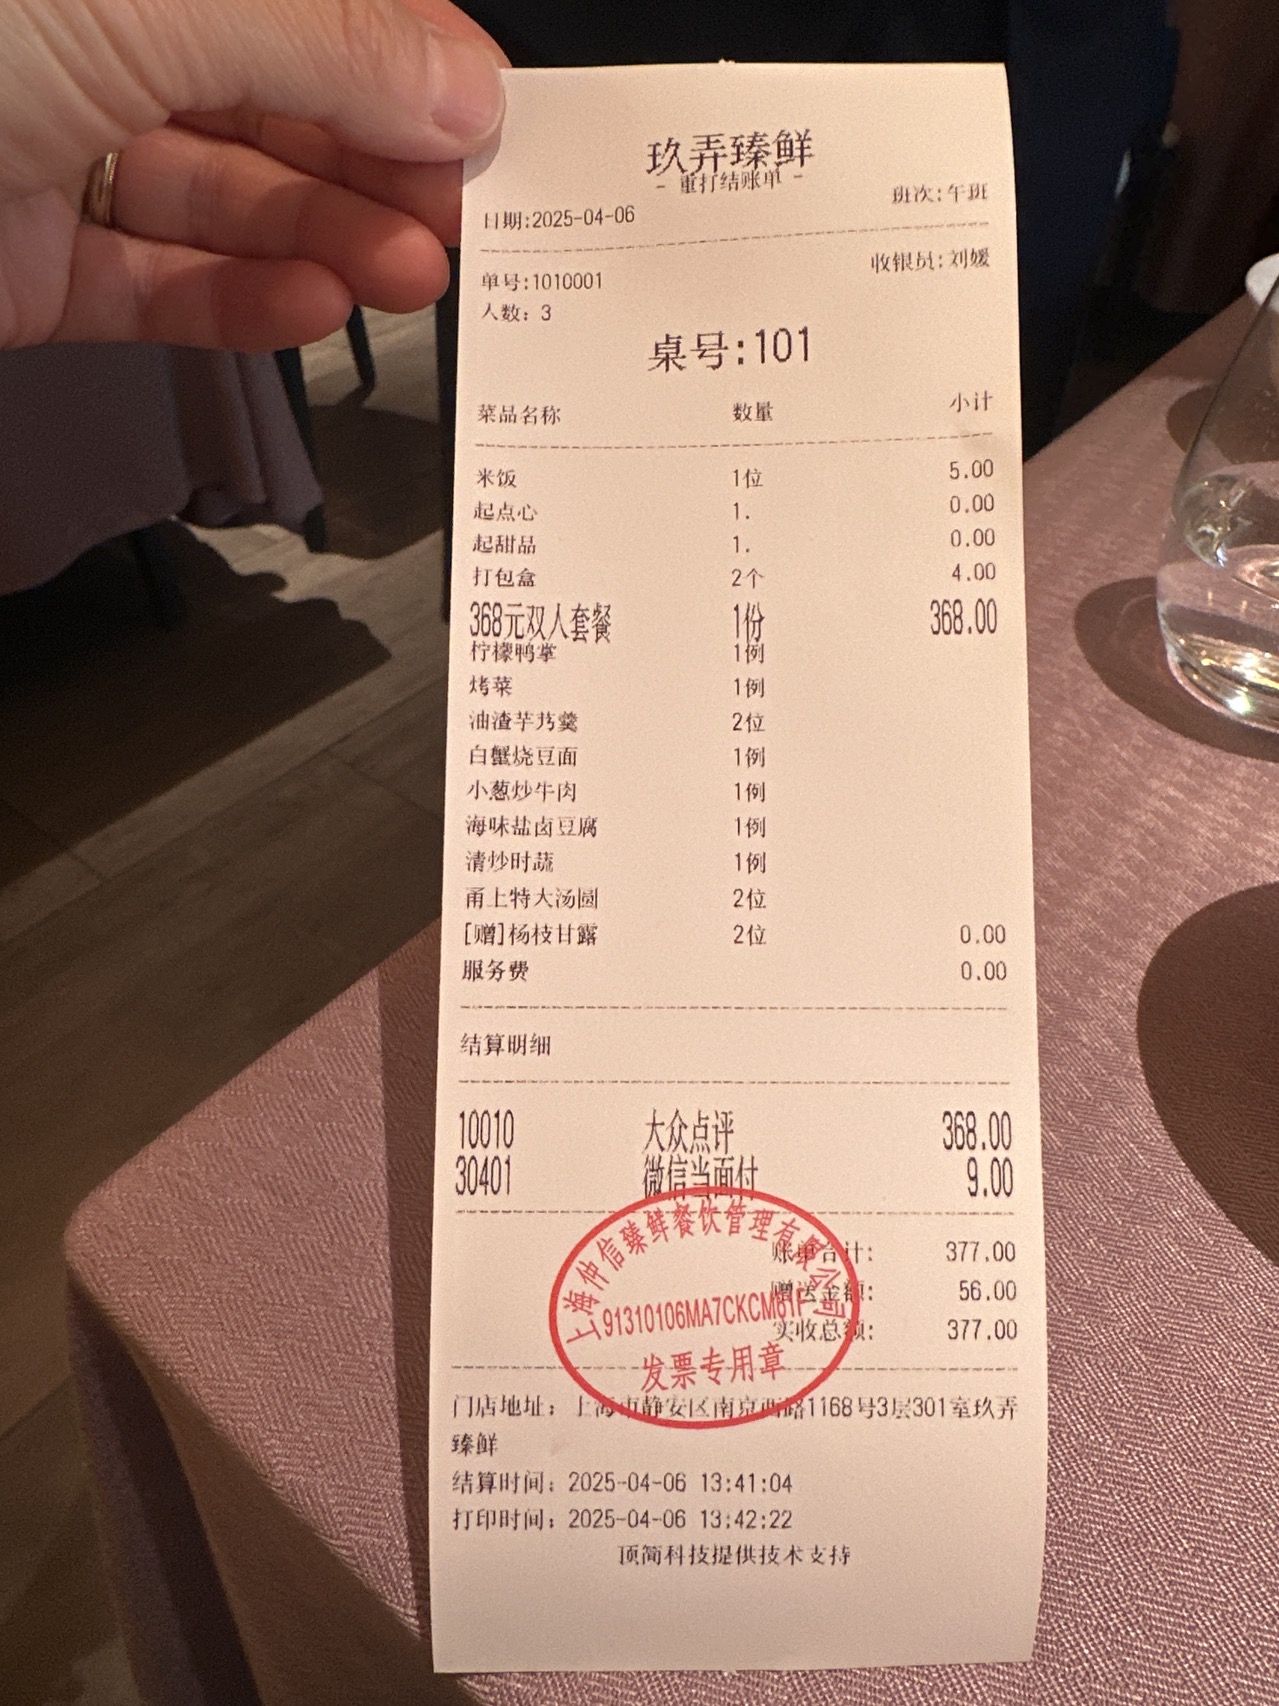 玖弄臻鲜
- 重打结账单 -
日期:2025-04-06 班次:午班
单号:1010001 收银员:刘媛
人数: 3
桌号:101
菜品名称 数量 小计
米饭 1位 5.00
起点心 1. 0.00
起甜品 1. 0.00
打包盒 2个 4.00
368元双人套餐 1份 368.00
柠檬鸭掌 1例
烤菜 1例
油渣芋艿羹 2位
白蟹烧豆面 1例
小葱炒牛肉 1例
海味盐卤豆腐 1例
清炒时蔬 1例
甬上特大汤圆 2位
[赠]杨枝甘露 2位 0.00
服务费 0.00
结算明细
10010 大众点评 368.00
30401 微信当面付 9.00
账单合计: 377.00
赠送金额: 56.00
实收总额: 377.00
上海仲信臻鲜餐饮管理有限公司
发票专用章
门店地址: 上海市静安区南京西路1168号3层301室玖弄
臻鲜
结算时间: 2025-04-06 13:41:04
打印时间: 2025-04-06 13:42:22
顶简科技提供技术支持